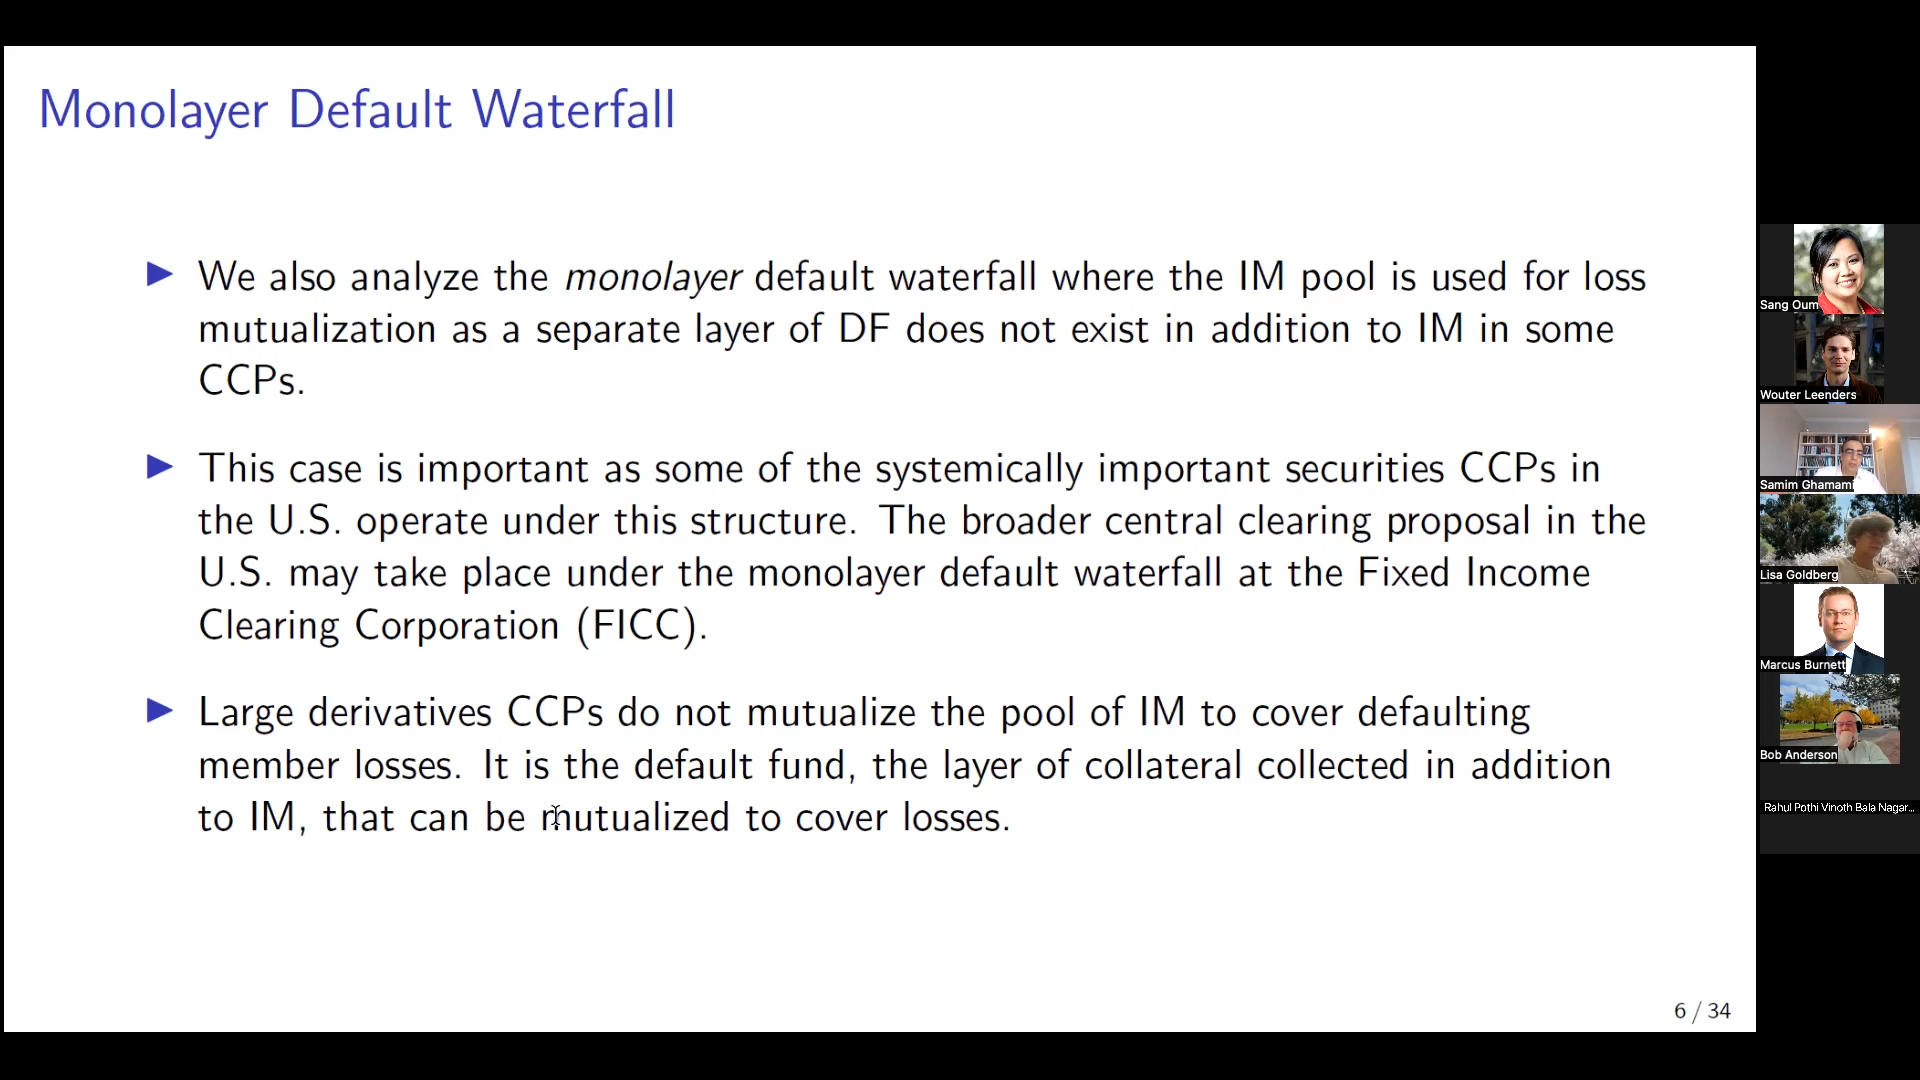 Monolayer Default Waterfall
We also analyze the monolayer default waterfall where the IM pool is used for loss
mutualization as a separate layer of DF does not exist in addition to IM in some
CCPs.
This case is important as some of the systemically important securities CCPs in
the U.S. operate under this structure. The broader central clearing proposal in the
U.S. may take place under the monolayer default waterfall at the Fixed Income
Clearing Corporation (FICC).
Large derivatives CCPs do not mutualize the pool of IM to cover defaulting
member losses. It is the default fund, the layer of collateral collected in addition
to IM, that can be mutualized to cover losses.
6 / 34
Sang Oum
Wouter Leenders
Samim Ghamami
Lisa Goldberg
Marcus Burnett
Bob Anderson
Rahul Pothi Vinoth Bala Nagar...